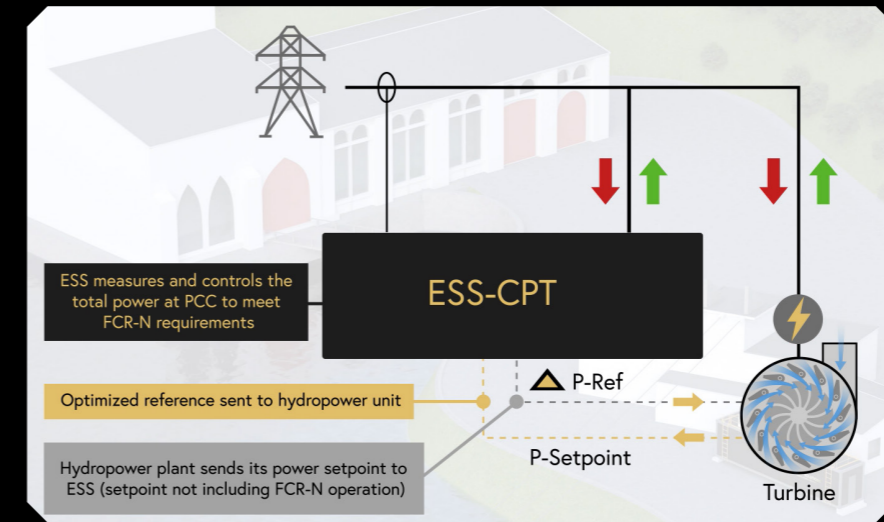 ESS measures and controls the
total power at PCC to meet
FCR-N requirements
ESS-CPT
P-Ref
Optimized reference sent to hydropower unit
P-Setpoint
Hydropower plant sends its power setpoint to
ESS (setpoint not including FCR-N operation)
Turbine